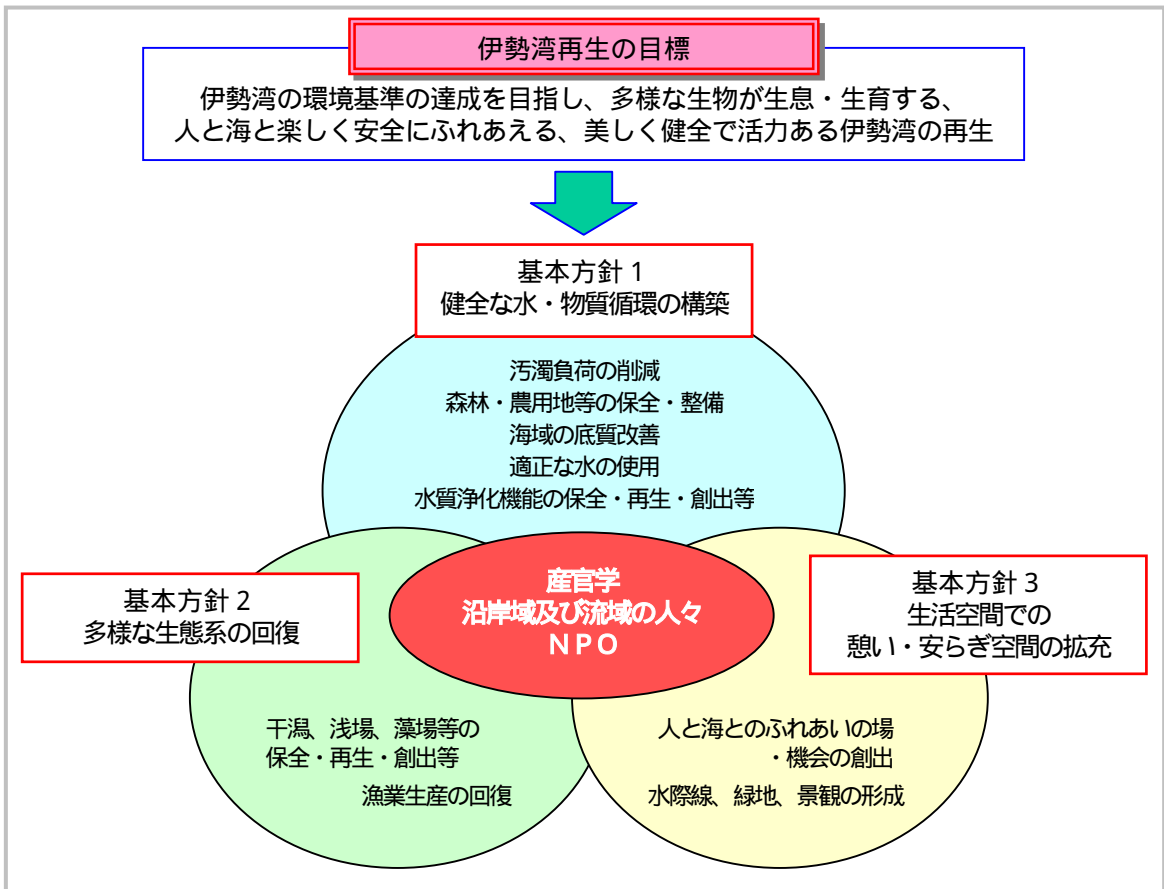 伊勢湾再生の目標
伊勢湾の環境基準の達成を目指し、多様な生物が生息・生育する、
人と海と楽しく安全にふれあえる、美しく健全で活力ある伊勢湾の再生
基本方針1
健全な水・物質循環の構築
汚濁負荷の削減
森林・農用地等の保全・整備
海域の底質改善
適正な水の使用
水質浄化機能の保全・再生・創出等
産官学
沿岸域及び流域の人々
NPO
基本方針2
多様な生態系の回復
干潟、浅場、藻場等の
保全・再生・創出等
漁業生産の回復
基本方針3
生活空間での
憩い・安らぎ空間の拡充
人と海とのふれあいの場
・機会の創出
水際線、緑地、景観の形成